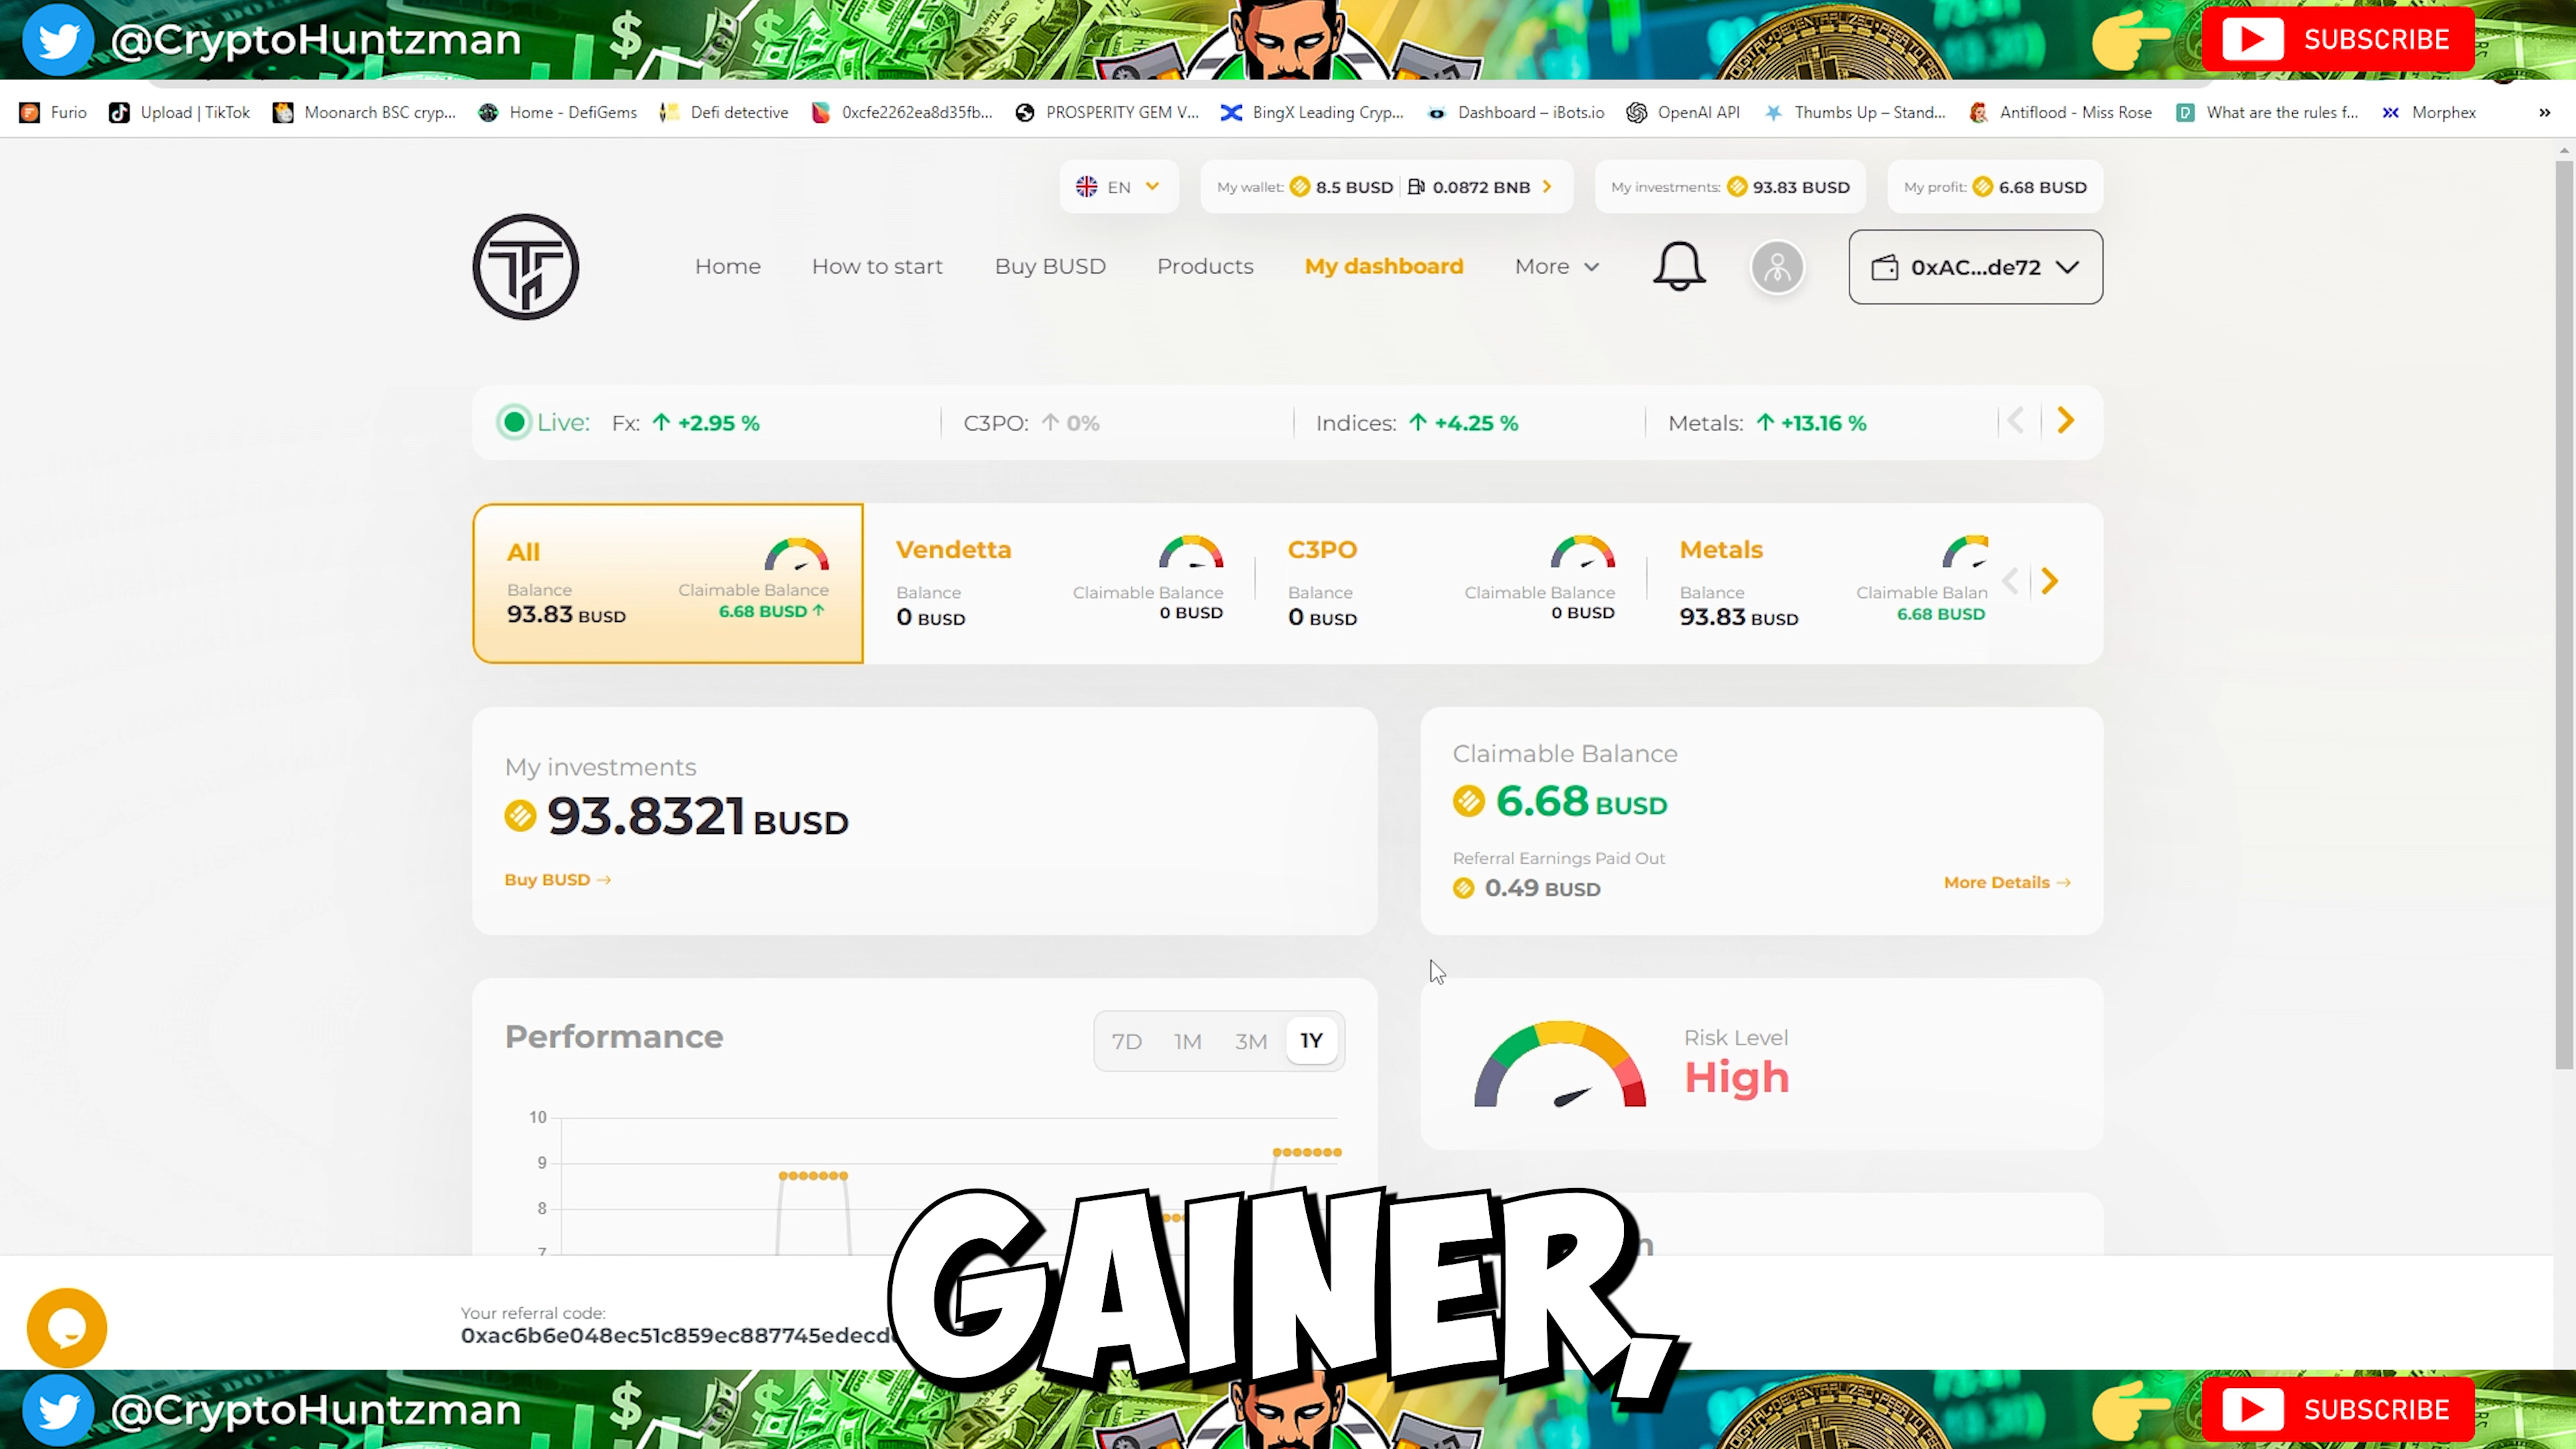 @CryptoHuntzman
SUBSCRIBE
Furio
Upload | TikTok
Moonarch BSC cryp...
Home - DefiGems
Defi detective
0xcfe2262ea8d35fb...
PROSPERITY GEM V...
BingX Leading Cryp...
Dashboard – iBots.io
OpenAI API
Thumbs Up – Stand...
Antiflood - Miss Rose
What are the rules f...
Morphex
»
EN
My wallet: 8.5 BUSD 0.0872 BNB
My investments: 93.83 BUSD
My profit: 6.68 BUSD
Home
How to start
Buy BUSD
Products
My dashboard
More
0xAC...de72
Live: Fx: ↑ +2.95 %
C3PO: ↑ 0%
Indices: ↑ +4.25 %
Metals: ↑ +13.16 %
All
Balance
93.83 BUSD
Claimable Balance
6.68 BUSD ↑
Vendetta
Balance
0 BUSD
Claimable Balance
0 BUSD
C3PO
Balance
0 BUSD
Claimable Balance
0 BUSD
Metals
Balance
93.83 BUSD
Claimable Balan
6.68 BUSD
My investments
93.8321 BUSD
Buy BUSD →
Claimable Balance
6.68 BUSD
Referral Earnings Paid Out
0.49 BUSD
More Details →
Performance
7D 1M 3M 1Y
10
9
8
7
Risk Level
High
GAINER,
Your referral code:
0xac6b6e048ec51c859ec887745edecd
@CryptoHuntzman
SUBSCRIBE